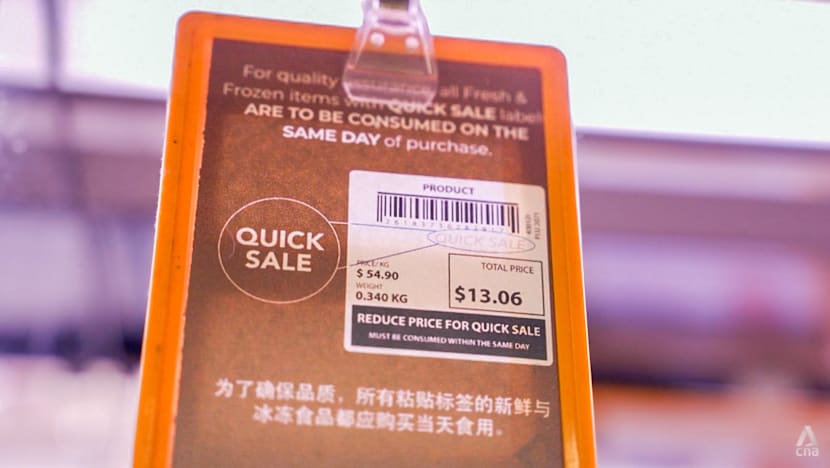 For quality assurance, all Fresh &
Frozen items with QUICK SALE label
ARE TO BE CONSUMED ON THE
SAME DAY of purchase.
PRODUCT
QUICK SALE
QUICK
SALE
PRICE/ KG
$ 54.90
WEIGHT
0.340 KG
TOTAL PRICE
$13.06
REDUCE PRICE FOR QUICK SALE
MUST BE CONSUMED WITHIN THE SAME DAY
为了确保品质，所有粘贴标签的新鲜与
冰冻食品都应购买当天食用。
cna